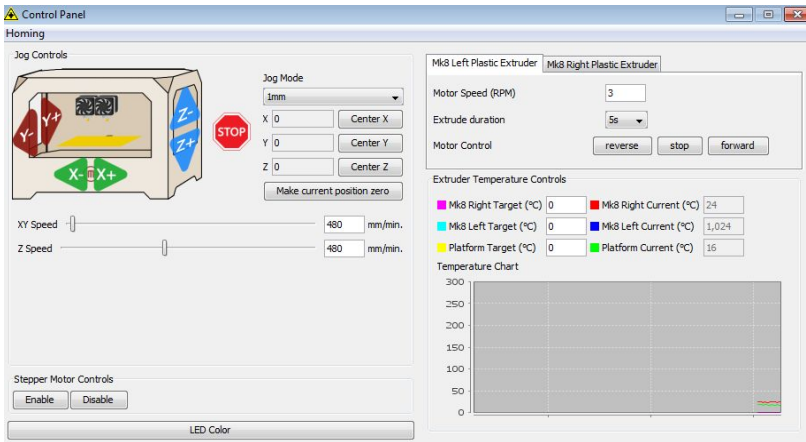 Control Panel
Homing
Jog Controls
Jog Mode
1mm
X 0 Center X
Y 0 Center Y
Z 0 Center Z
Make current position zero
Y- Y+
Z-
Z+
STOP
X- m X+
XY Speed 480 mm/min.
Z Speed 480 mm/min.
Stepper Motor Controls
Enable Disable
LED Color
Mk8 Left Plastic Extruder Mk8 Right Plastic Extruder
Motor Speed (RPM) 3
Extrude duration 5s
Motor Control reverse stop forward
Extruder Temperature Controls
Mk8 Right Target (°C) 0 Mk8 Right Current (°C) 24
Mk8 Left Target (°C) 0 Mk8 Left Current (°C) 1,024
Platform Target (°C) 0 Platform Current (°C) 16
Temperature Chart
300
250
200
150
100
50
0